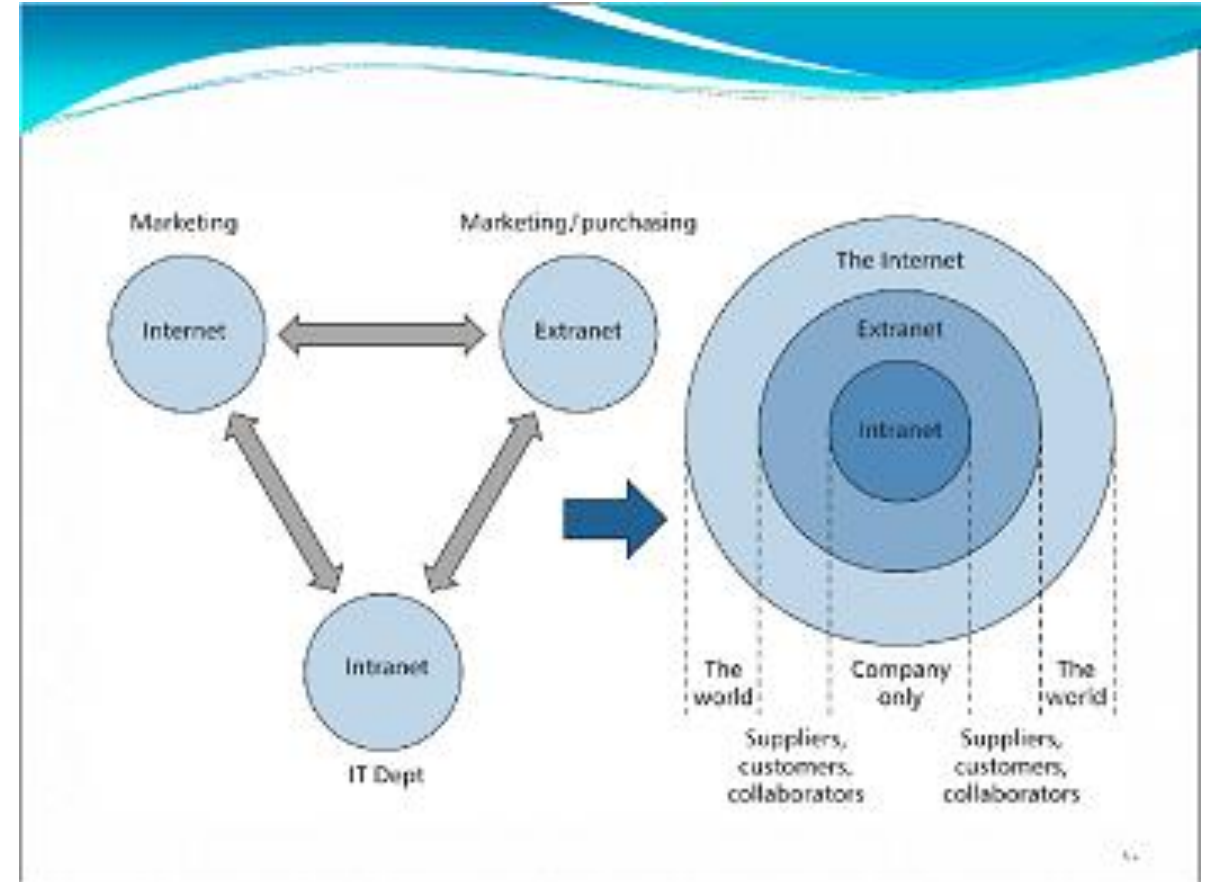 Marketing
Marketing/purchasing
Internet
Extranet
Intranet
IT Dept
The Internet
Extranet
Intranet
The
world
Company
only
The
world
Suppliers,
customers,
collaborators
Suppliers,
customers,
collaborators